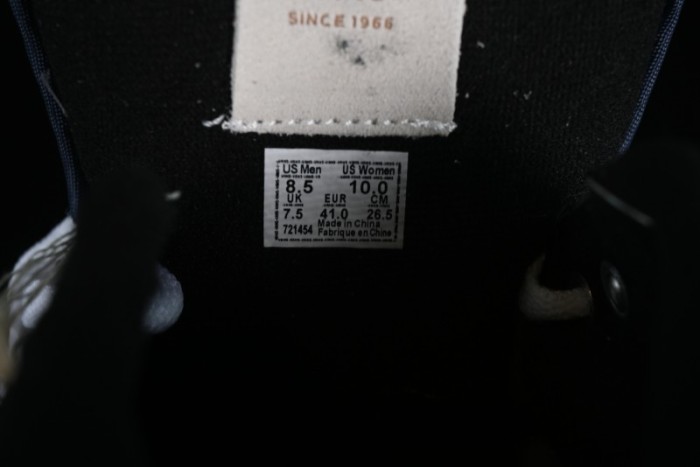 SINCE 1966
US Men US Women
8.5 10.0
UK EUR CM
7.5 41.0 26.5
721454 Made in China
Fabrique en Chine